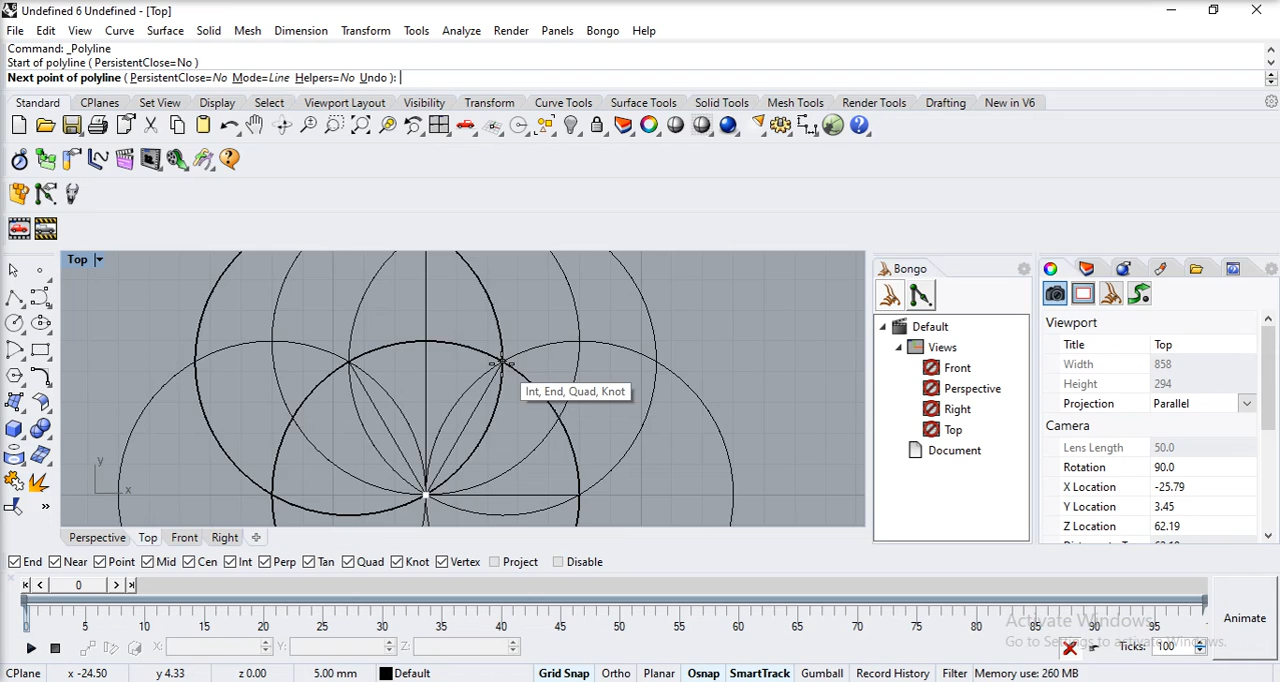 Undefined 6 Undefined - [Top]
File Edit View Curve Surface Solid Mesh Dimension Transform Tools Analyze Render Panels Bongo Help
Command: _Polyline
Start of polyline ( PersistentClose=No )
Next point of polyline ( PersistentClose=No Mode=Line Helpers=No Undo ):
Standard CPlanes Set View Display Select Viewport Layout Visibility Transform Curve Tools Surface Tools Solid Tools Mesh Tools Render Tools Drafting New in V6
Top
Int, End, Quad, Knot
y
x
Bongo
Default
Views
Front
Perspective
Right
Top
Document
Viewport
Title Top
Width 858
Height 294
Projection Parallel
Camera
Lens Length 50.0
Rotation 90.0
X Location -25.79
Y Location 3.45
Z Location 62.19
Perspective Top Front Right
End Near Point Mid Cen Int Perp Tan Quad Knot Vertex Project Disable
0
0 5 10 15 20 25 30 35 40 45 50 55 60 65 70 75 80 85 90 95
Animate
Activate Windows
Go to Settings to activate Windows.
X: Y: Z: Ticks: 100
CPlane x -24.50 y 4.33 z 0.00 5.00 mm Default Grid Snap Ortho Planar Osnap SmartTrack Gumball Record History Filter Memory use: 260 MB